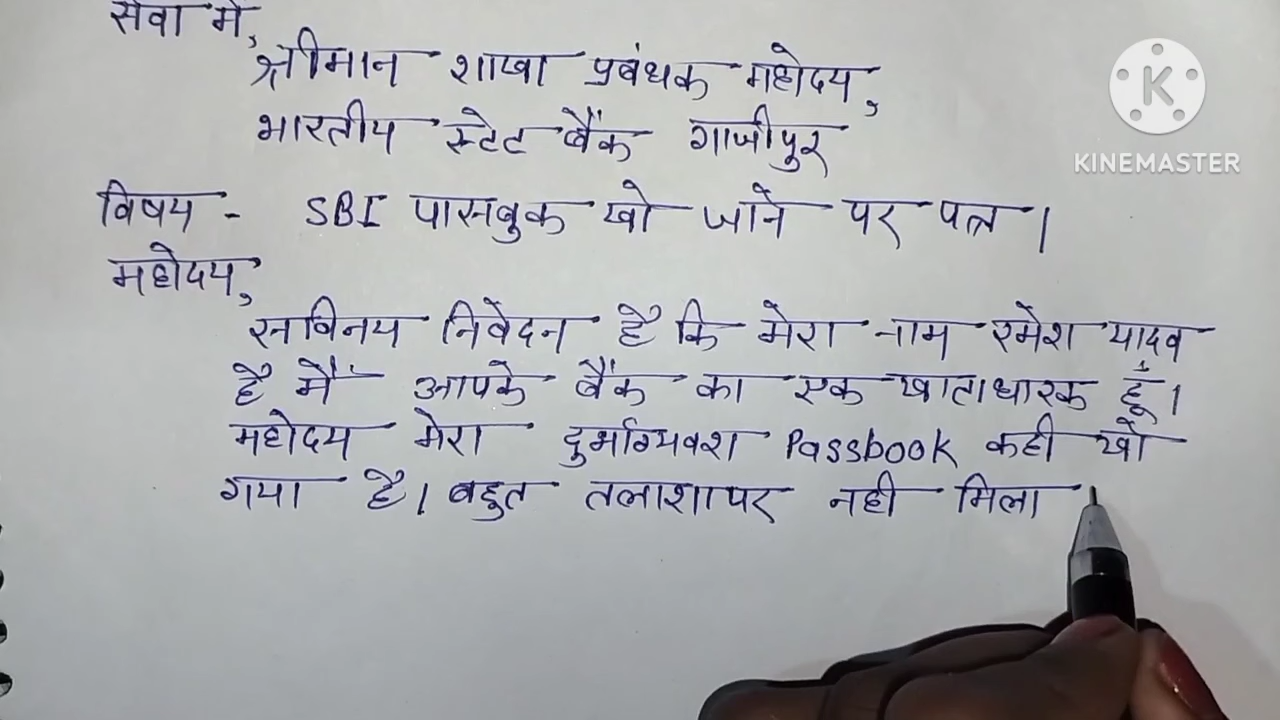 सेवा में,
श्रीमान शाखा प्रबंधक महोदय,
भारतीय स्टेट बैंक गाजीपुर
विषय - SBI पासबुक खो जाने पर पत्र ।
महोदय,
सविनय निवेदन है कि मेरा नाम रमेश यादव
है मैं आपके बैंक का एक खाताधारक हूँ।
महोदय मेरा दुर्भाग्यवश Passbook कही खो
गया है। बहुत तलाशा पर नही मिला
K
KINEMASTER